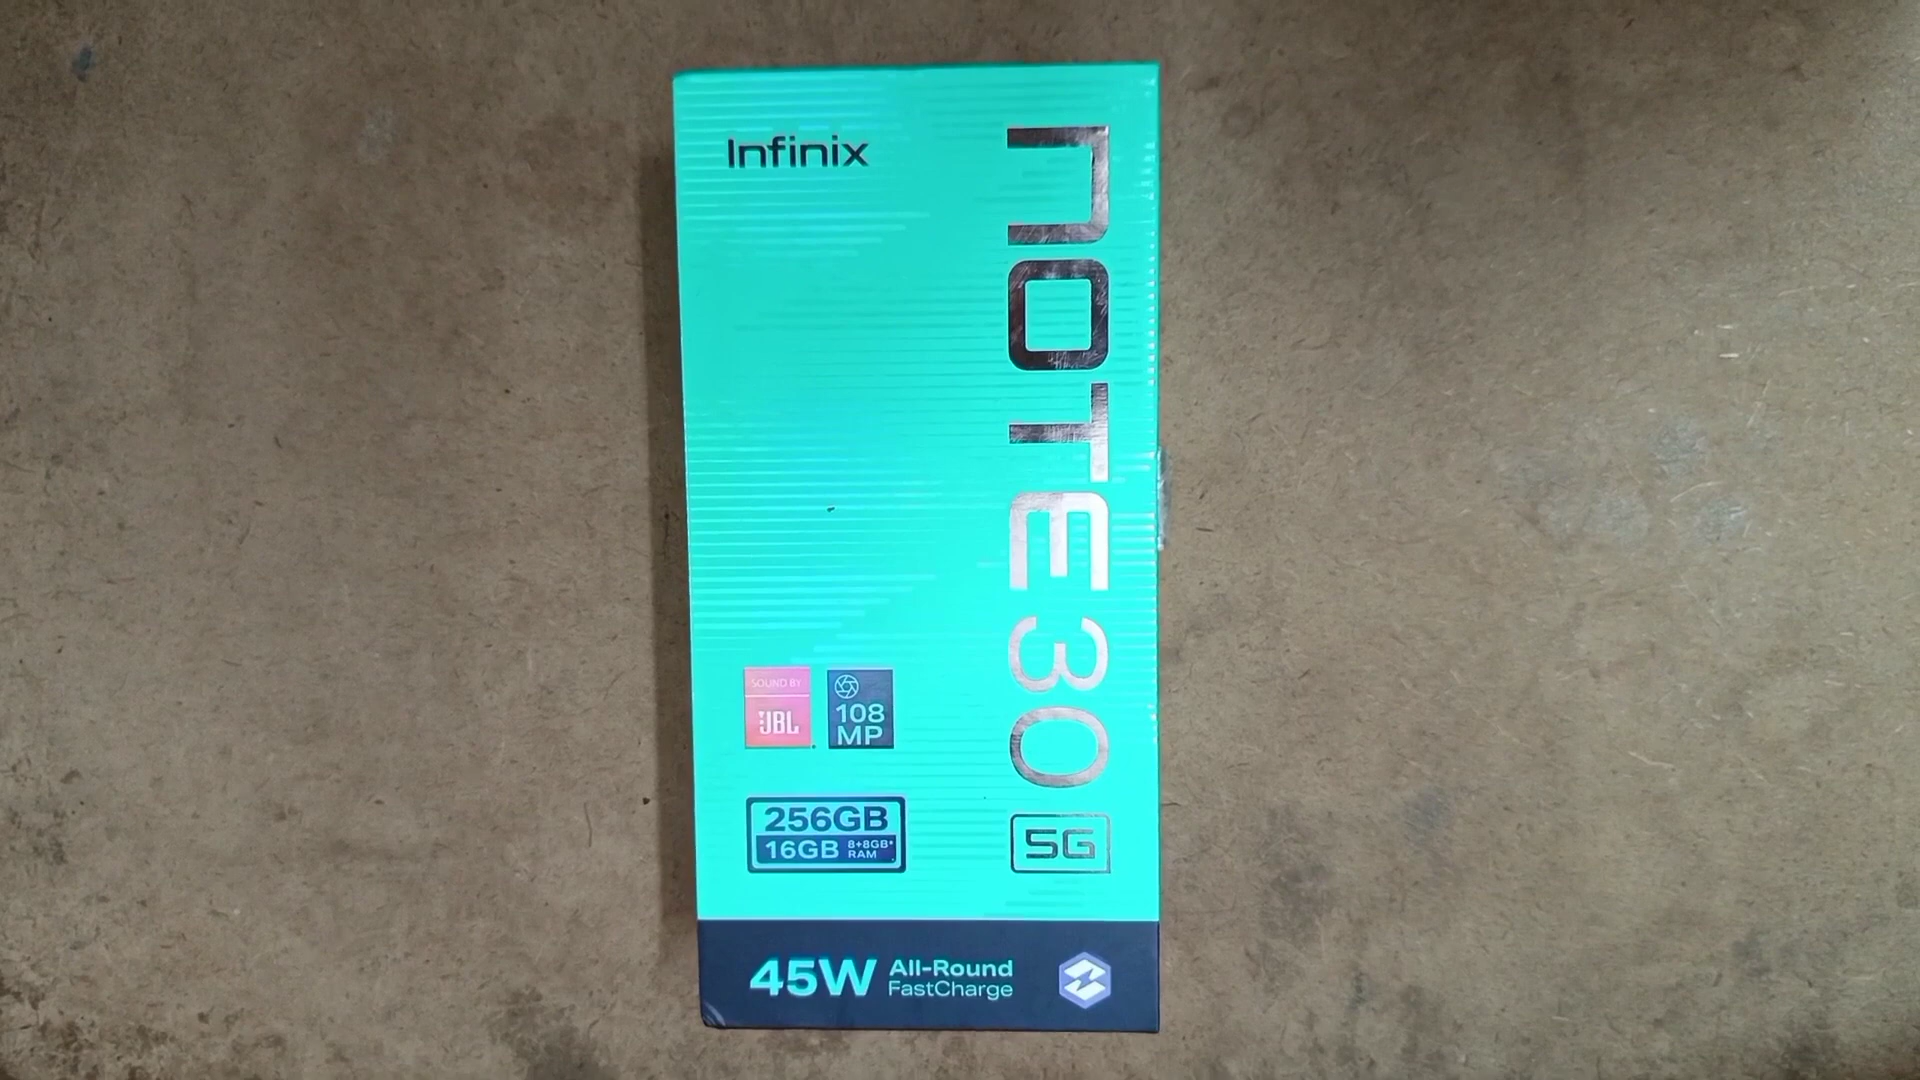 Infinix
NOTE30
5G
SOUND BY
JBL
108
MP
256GB
16GB 8+8GB*
RAM
45W All-Round
FastCharge